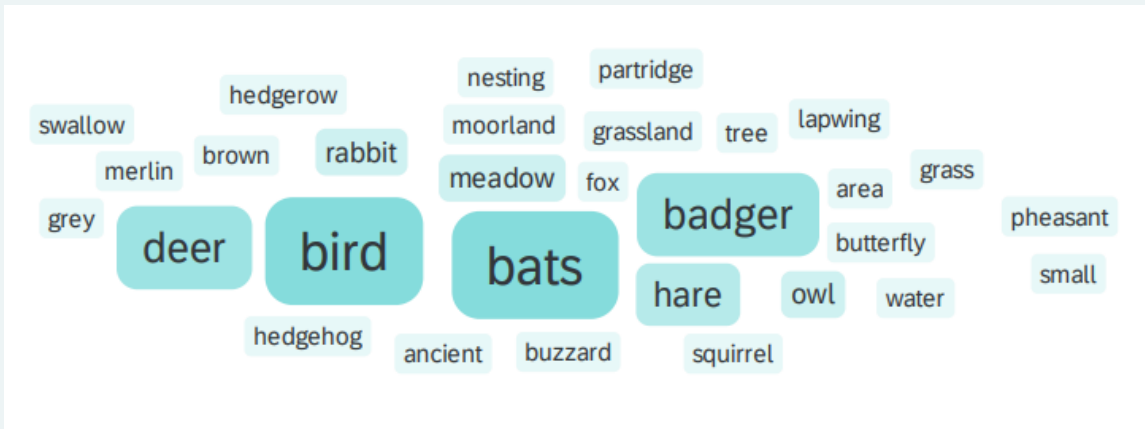 nesting
partridge
hedgerow
swallow
moorland
grassland
tree
lapwing
merlin
brown
rabbit
meadow
fox
grass
grey
deer
bird
bats
badger
area
pheasant
butterfly
hare
owl
water
small
hedgehog
ancient
buzzard
squirrel